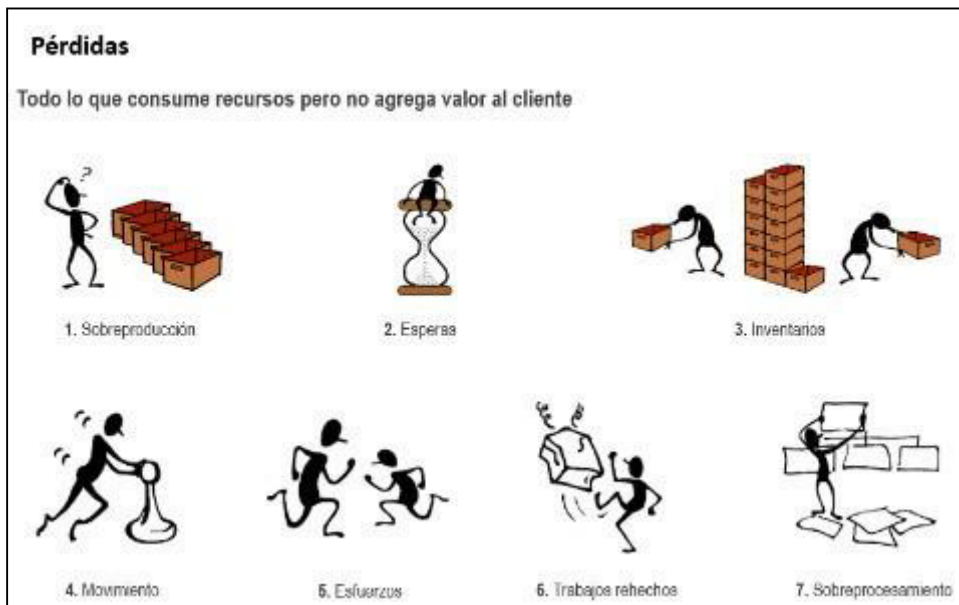 Pérdidas
Todo lo que consume recursos pero no agrega valor al cliente
?
1. Sobreproducción
2. Esperas
3. Inventarios
4. Movimiento
5. Esfuerzos
6. Trabajos rehechos
7. Sobreprocesamiento